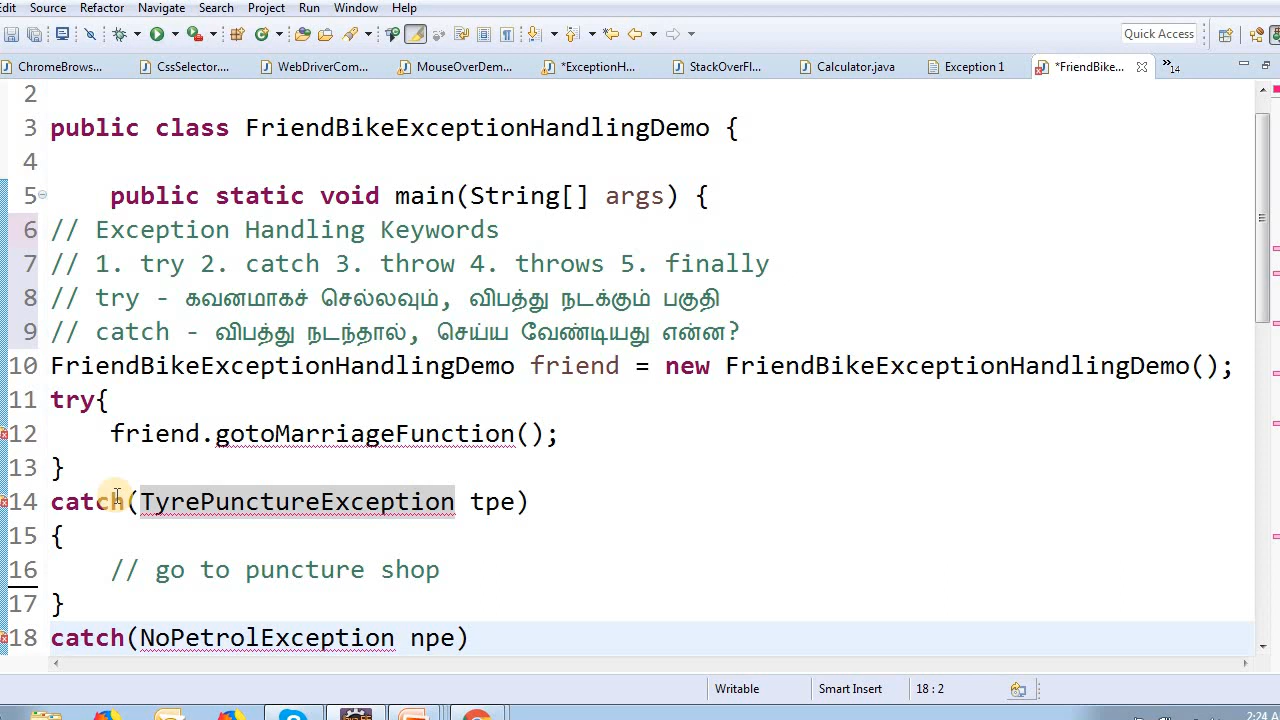 Edit Source Refactor Navigate Search Project Run Window Help
Quick Access
ChromeBrows... CssSelector.... WebDriverCom... MouseOverDem... *ExceptionH... StackOverFl... Calculator.java Exception 1 *FriendBike... »14
2
3 public class FriendBikeExceptionHandlingDemo {
4
5 public static void main(String[] args) {
6 // Exception Handling Keywords
7 // 1. try 2. catch 3. throw 4. throws 5. finally
8 // try - கவனமாகச் செல்லவும், விபத்து நடக்கும் பகுதி
9 // catch - விபத்து நடந்தால், செய்ய வேண்டியது என்ன?
10 FriendBikeExceptionHandlingDemo friend = new FriendBikeExceptionHandlingDemo();
11 try{
12 friend.gotoMarriageFunction();
13 }
14 catch(TyrePunctureException tpe)
15 {
16 // go to puncture shop
17 }
18 catch(NoPetrolException npe)
Writable Smart Insert 18 : 2
2:24 A